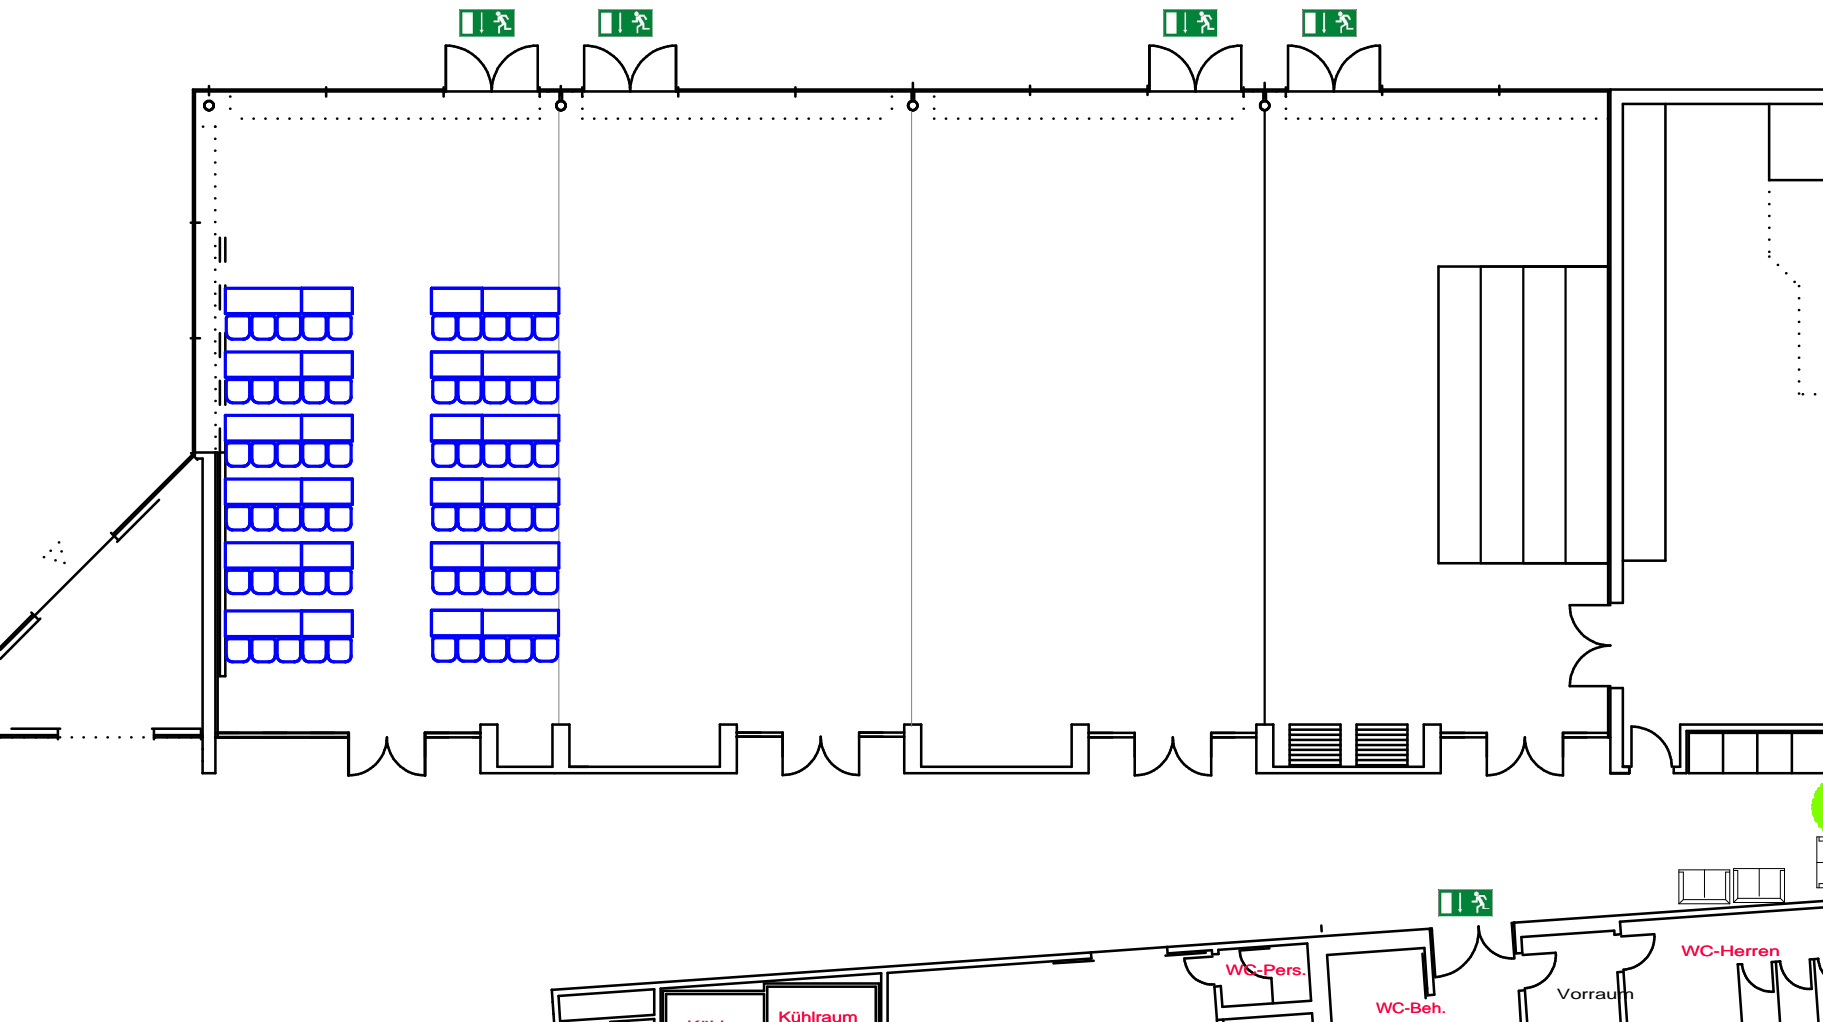 WC-Herren
WC-Pers.
Vorraum
WC-Beh.
Kühlraum